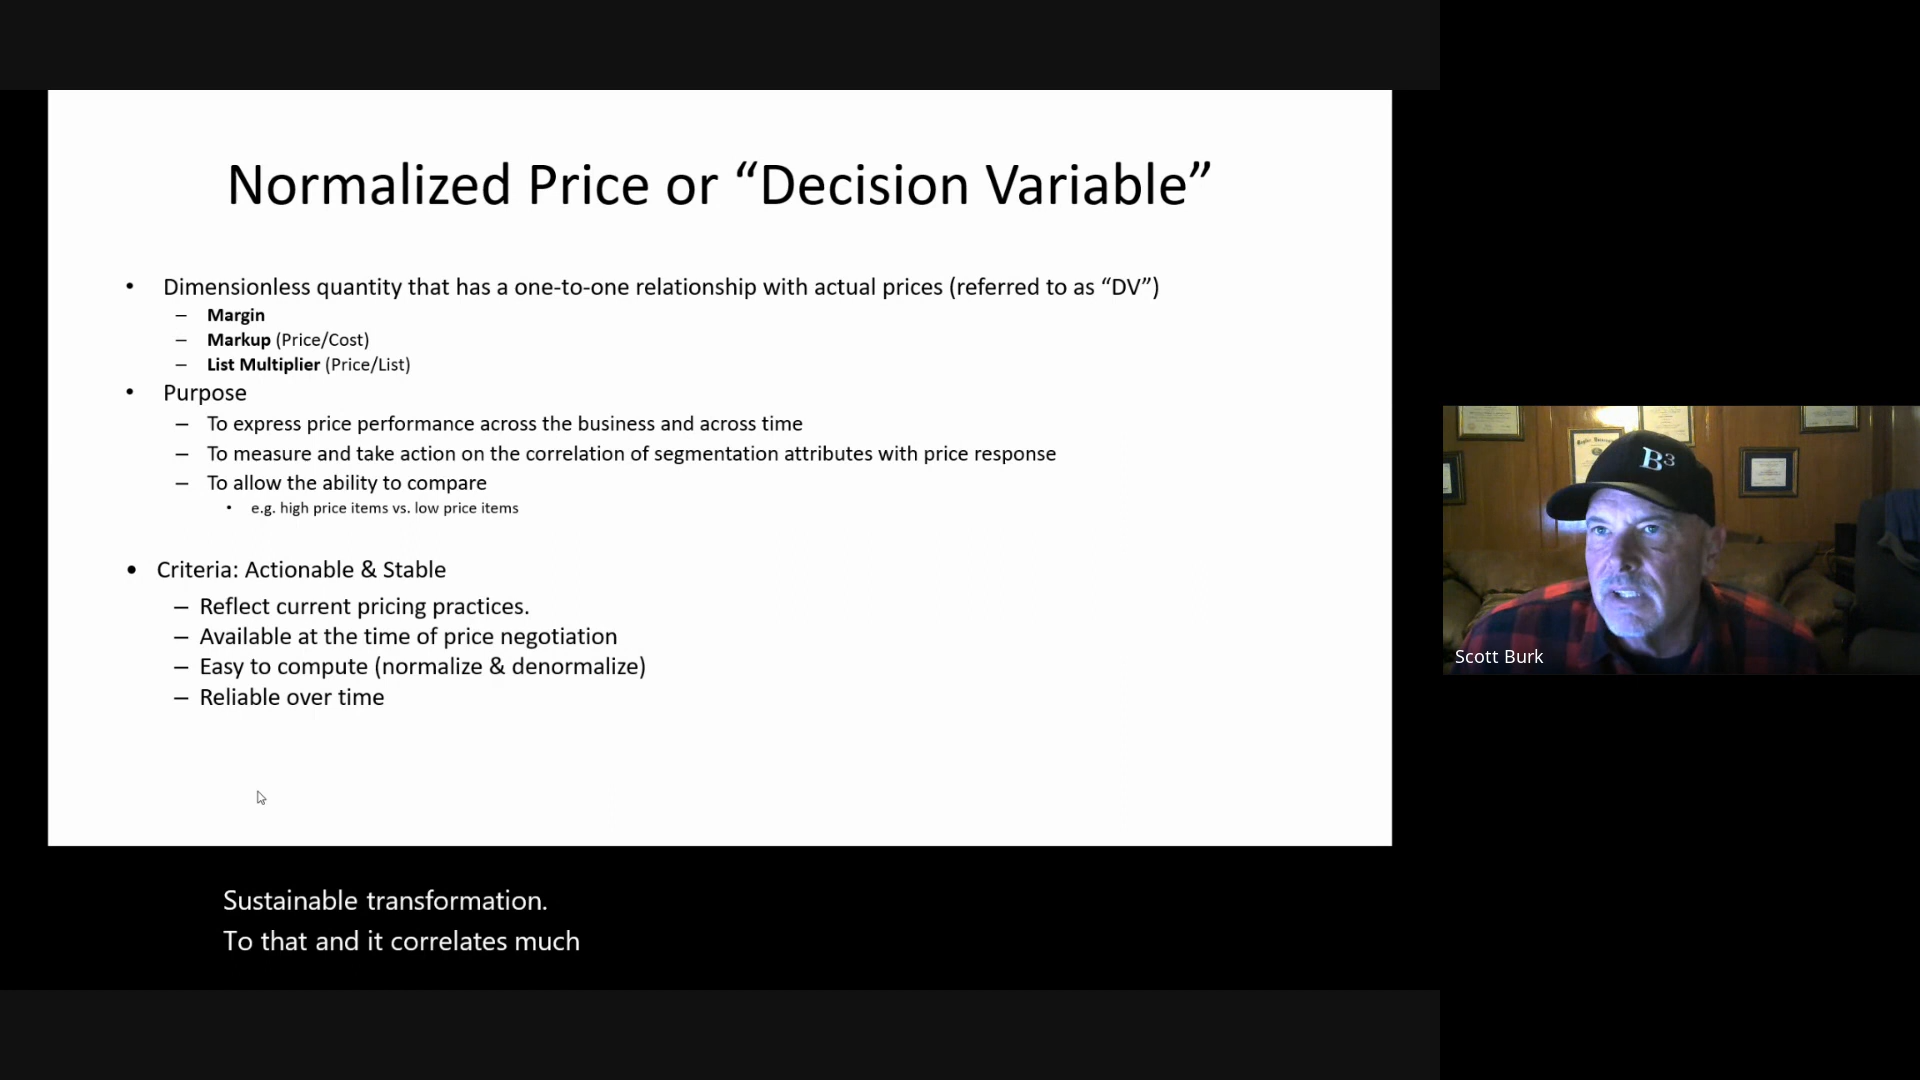 Normalized Price or “Decision Variable”
• Dimensionless quantity that has a one-to-one relationship with actual prices (referred to as “DV”)
– Margin
– Markup (Price/Cost)
– List Multiplier (Price/List)
• Purpose
– To express price performance across the business and across time
– To measure and take action on the correlation of segmentation attributes with price response
– To allow the ability to compare
• e.g. high price items vs. low price items
• Criteria: Actionable & Stable
– Reflect current pricing practices.
– Available at the time of price negotiation
– Easy to compute (normalize & denormalize)
– Reliable over time
B³
Scott Burk
Sustainable transformation.
To that and it correlates much